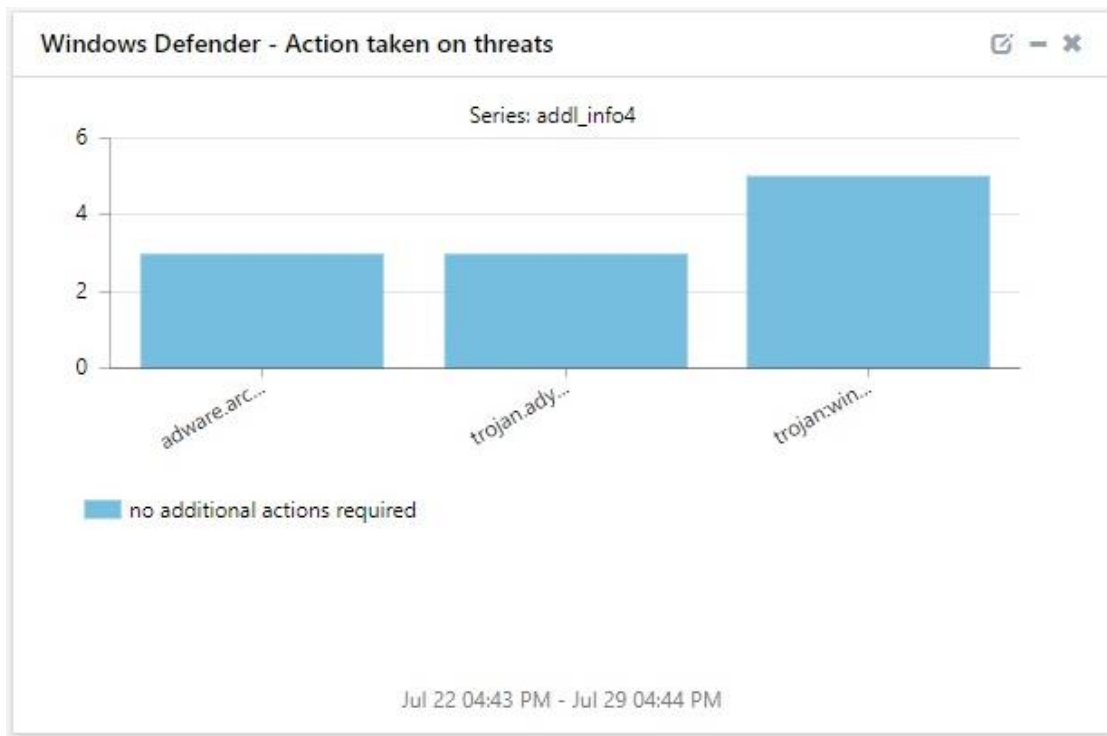 Windows Defender - Action taken on threats
Series: addl_info4
6
4
2
0
adware.arc...
trojan.ady...
trojan:win...
no additional actions required
Jul 22 04:43 PM - Jul 29 04:44 PM